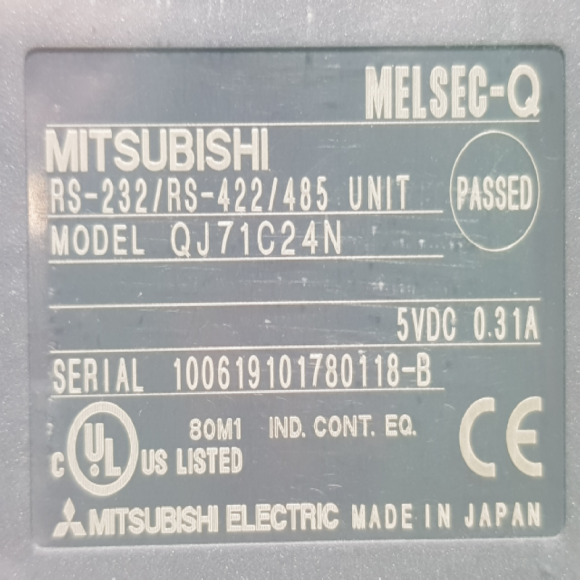 MELSEC-Q
MITSUBISHI
RS-232/RS-422/485 UNIT
PASSED
MODEL QJ71C24N
5VDC 0.31A
SERIAL 100619101780118-B
80M1 IND. CONT. EQ.
C UL US LISTED
CE
MITSUBISHI ELECTRIC MADE IN JAPAN